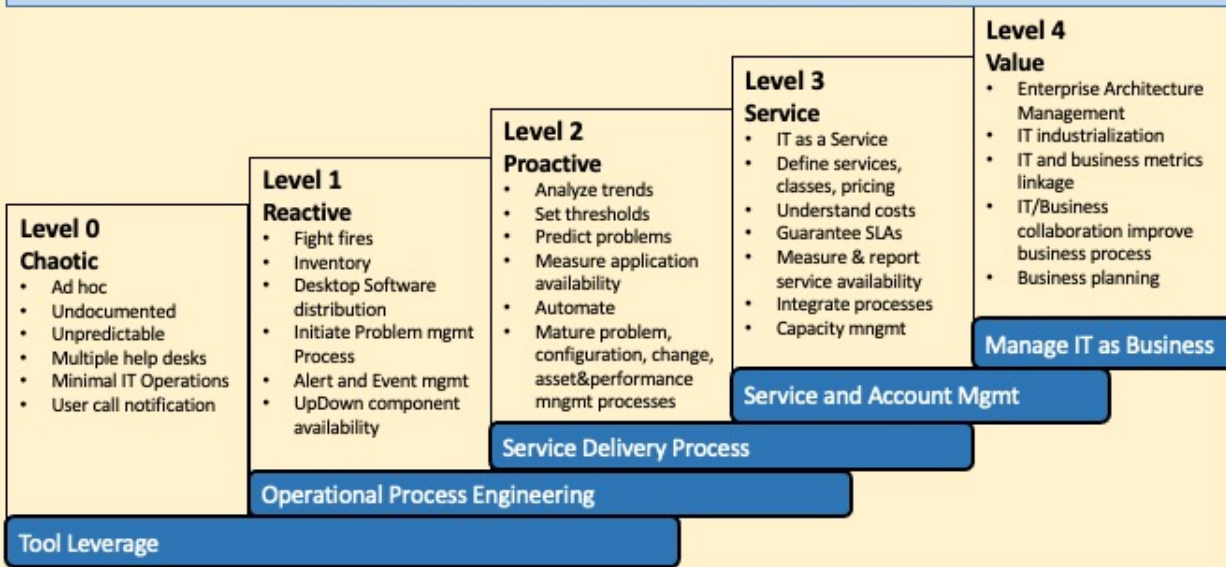 Level 0
Chaotic
• Ad hoc
• Undocumented
• Unpredictable
• Multiple help desks
• Minimal IT Operations
• User call notification
Level 1
Reactive
• Fight fires
• Inventory
• Desktop Software
distribution
• Initiate Problem mgmt
Process
• Alert and Event mgmt
• UpDown component
availability
Level 2
Proactive
• Analyze trends
• Set thresholds
• Predict problems
• Measure application
availability
• Automate
• Mature problem,
configuration, change,
asset&performance
mngmt processes
Level 3
Service
• IT as a Service
• Define services,
classes, pricing
• Understand costs
• Guarantee SLAs
• Measure & report
service availability
• Integrate processes
• Capacity mngmt
Level 4
Value
• Enterprise Architecture
Management
• IT industrialization
• IT and business metrics
linkage
• IT/Business
collaboration improve
business process
• Business planning
Manage IT as Business
Service and Account Mgmt
Service Delivery Process
Operational Process Engineering
Tool Leverage